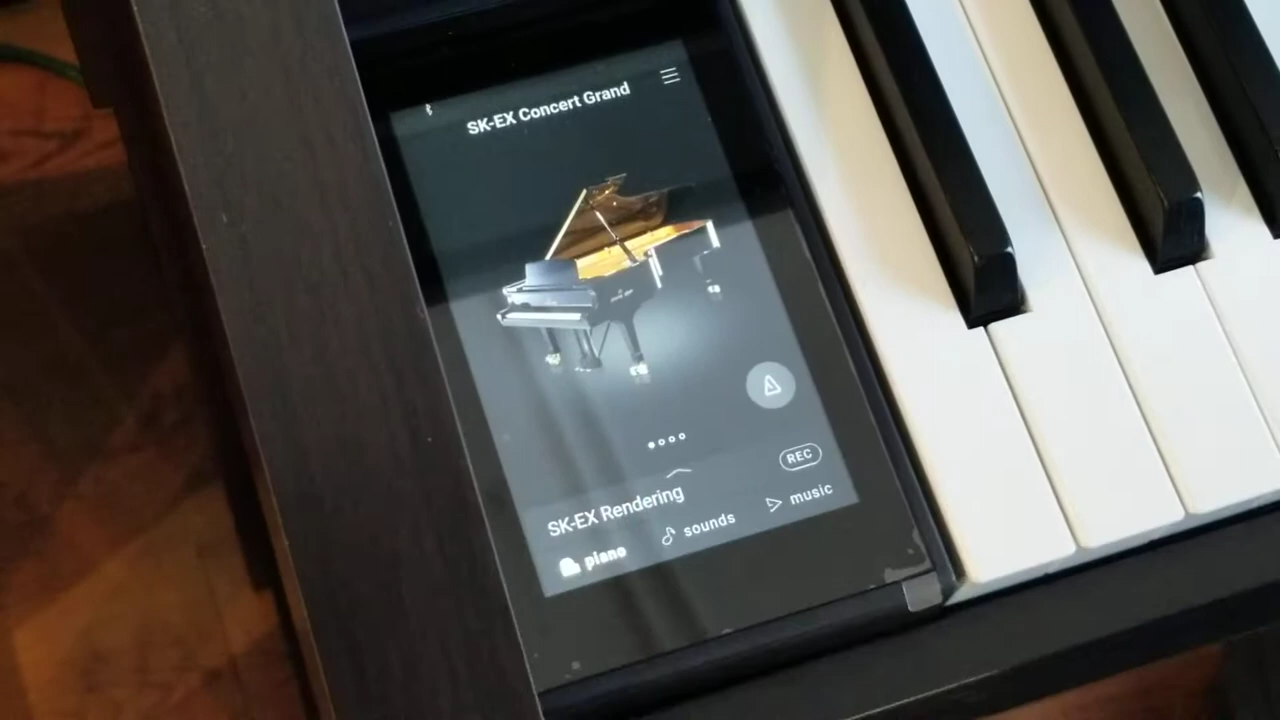 SK-EX Concert Grand
REC
SK-EX Rendering
piano
sounds
music